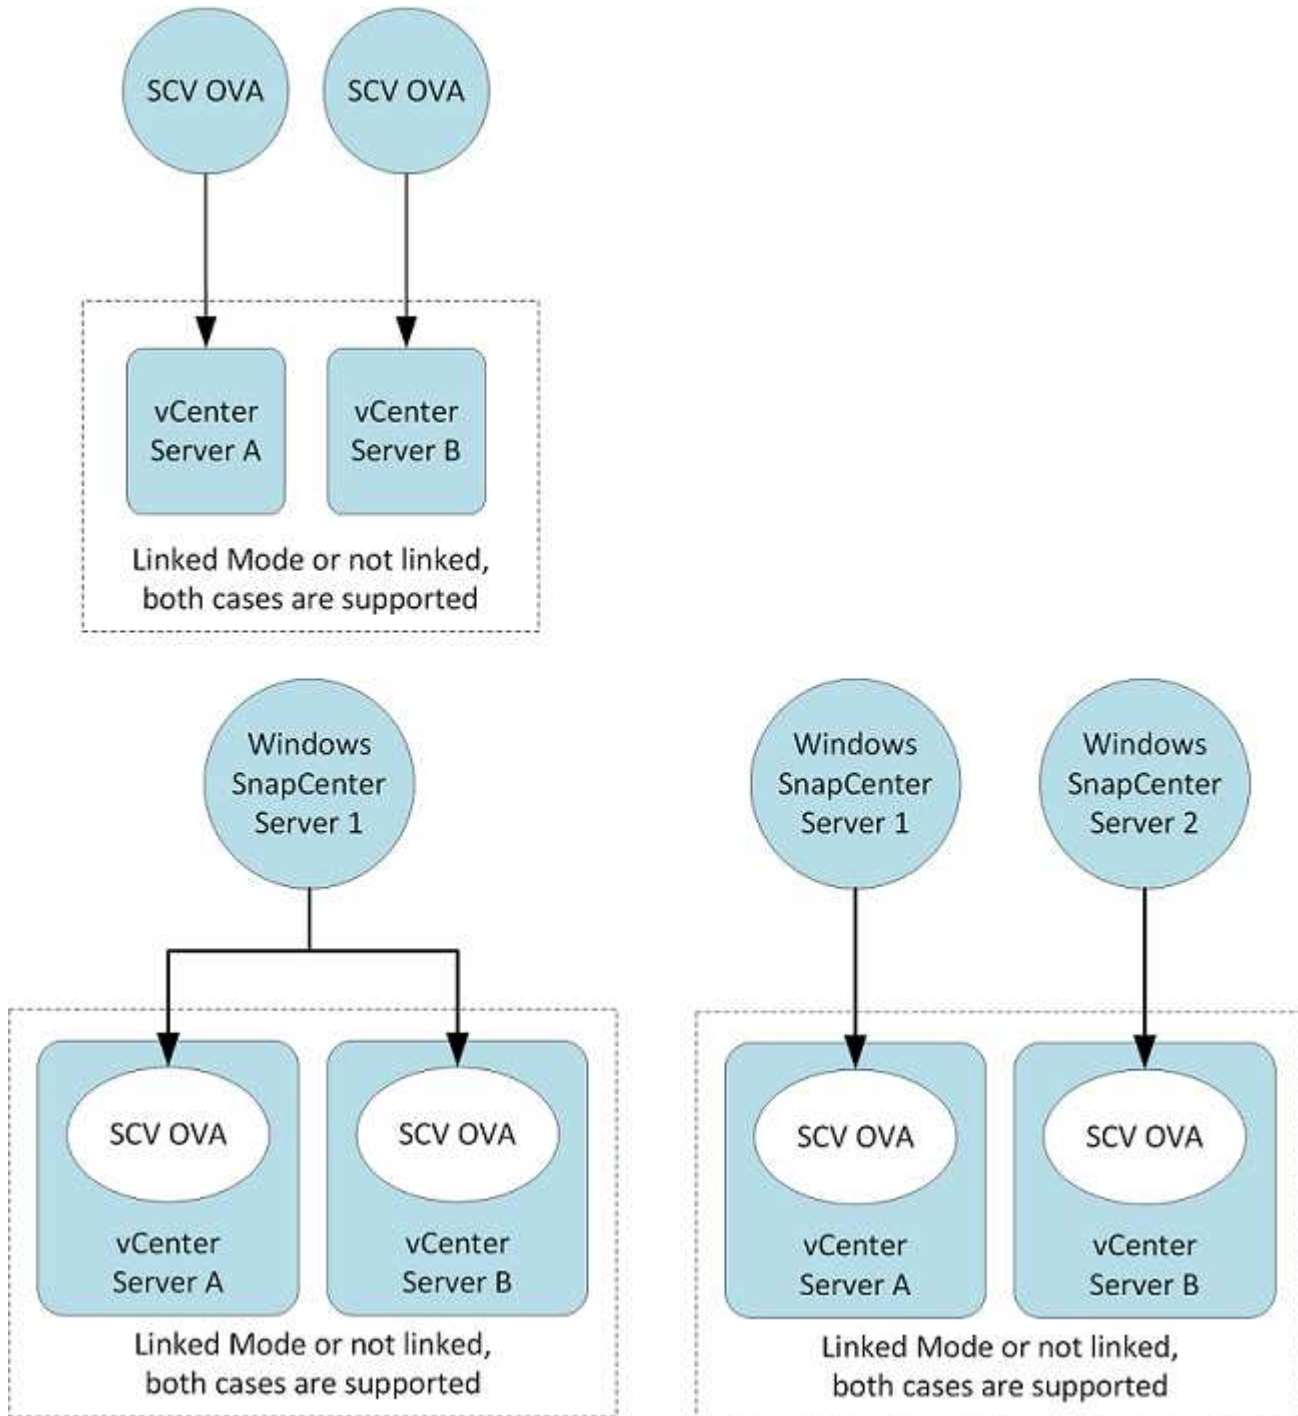 SCV OVA
SCV OVA
vCenter
Server A
vCenter
Server B
Linked Mode or not linked,
both cases are supported
Windows
SnapCenter
Server 1
SCV OVA
vCenter
Server A
SCV OVA
vCenter
Server B
Linked Mode or not linked,
both cases are supported
Windows
SnapCenter
Server 1
Windows
SnapCenter
Server 2
SCV OVA
vCenter
Server A
SCV OVA
vCenter
Server B
Linked Mode or not linked,
both cases are supported